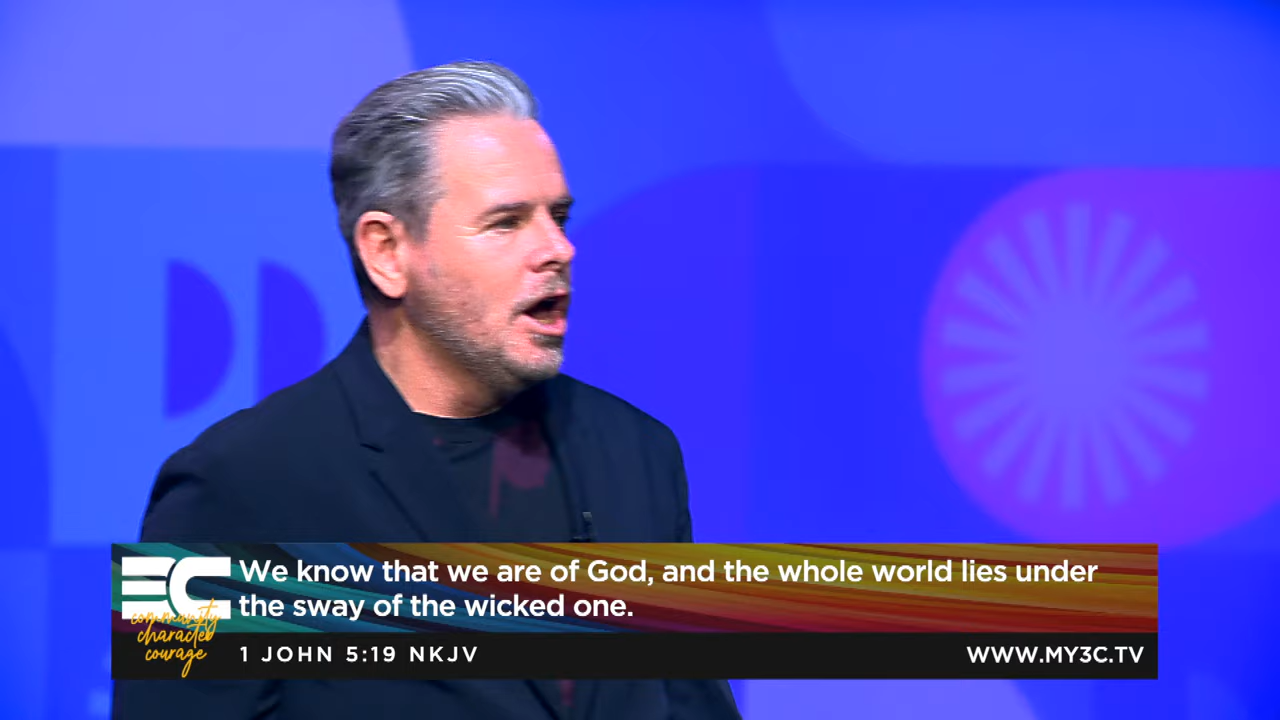 We know that we are of God, and the whole world lies under
the sway of the wicked one.
3C
community
character
courage
1 JOHN 5:19 NKJV
WWW.MY3C.TV